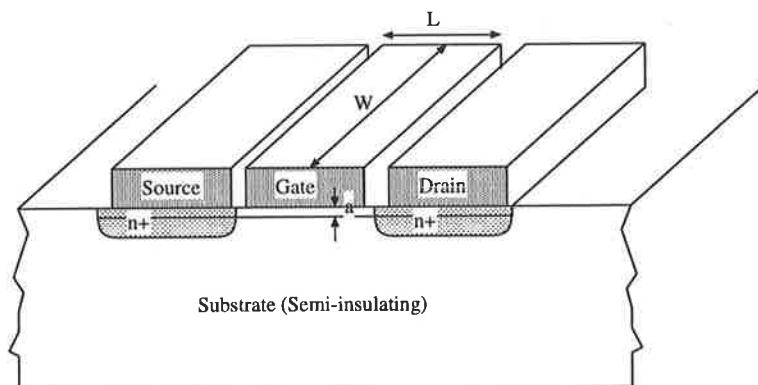 L
W
Source
Gate
a
Drain
n+
n+
Substrate (Semi-insulating)